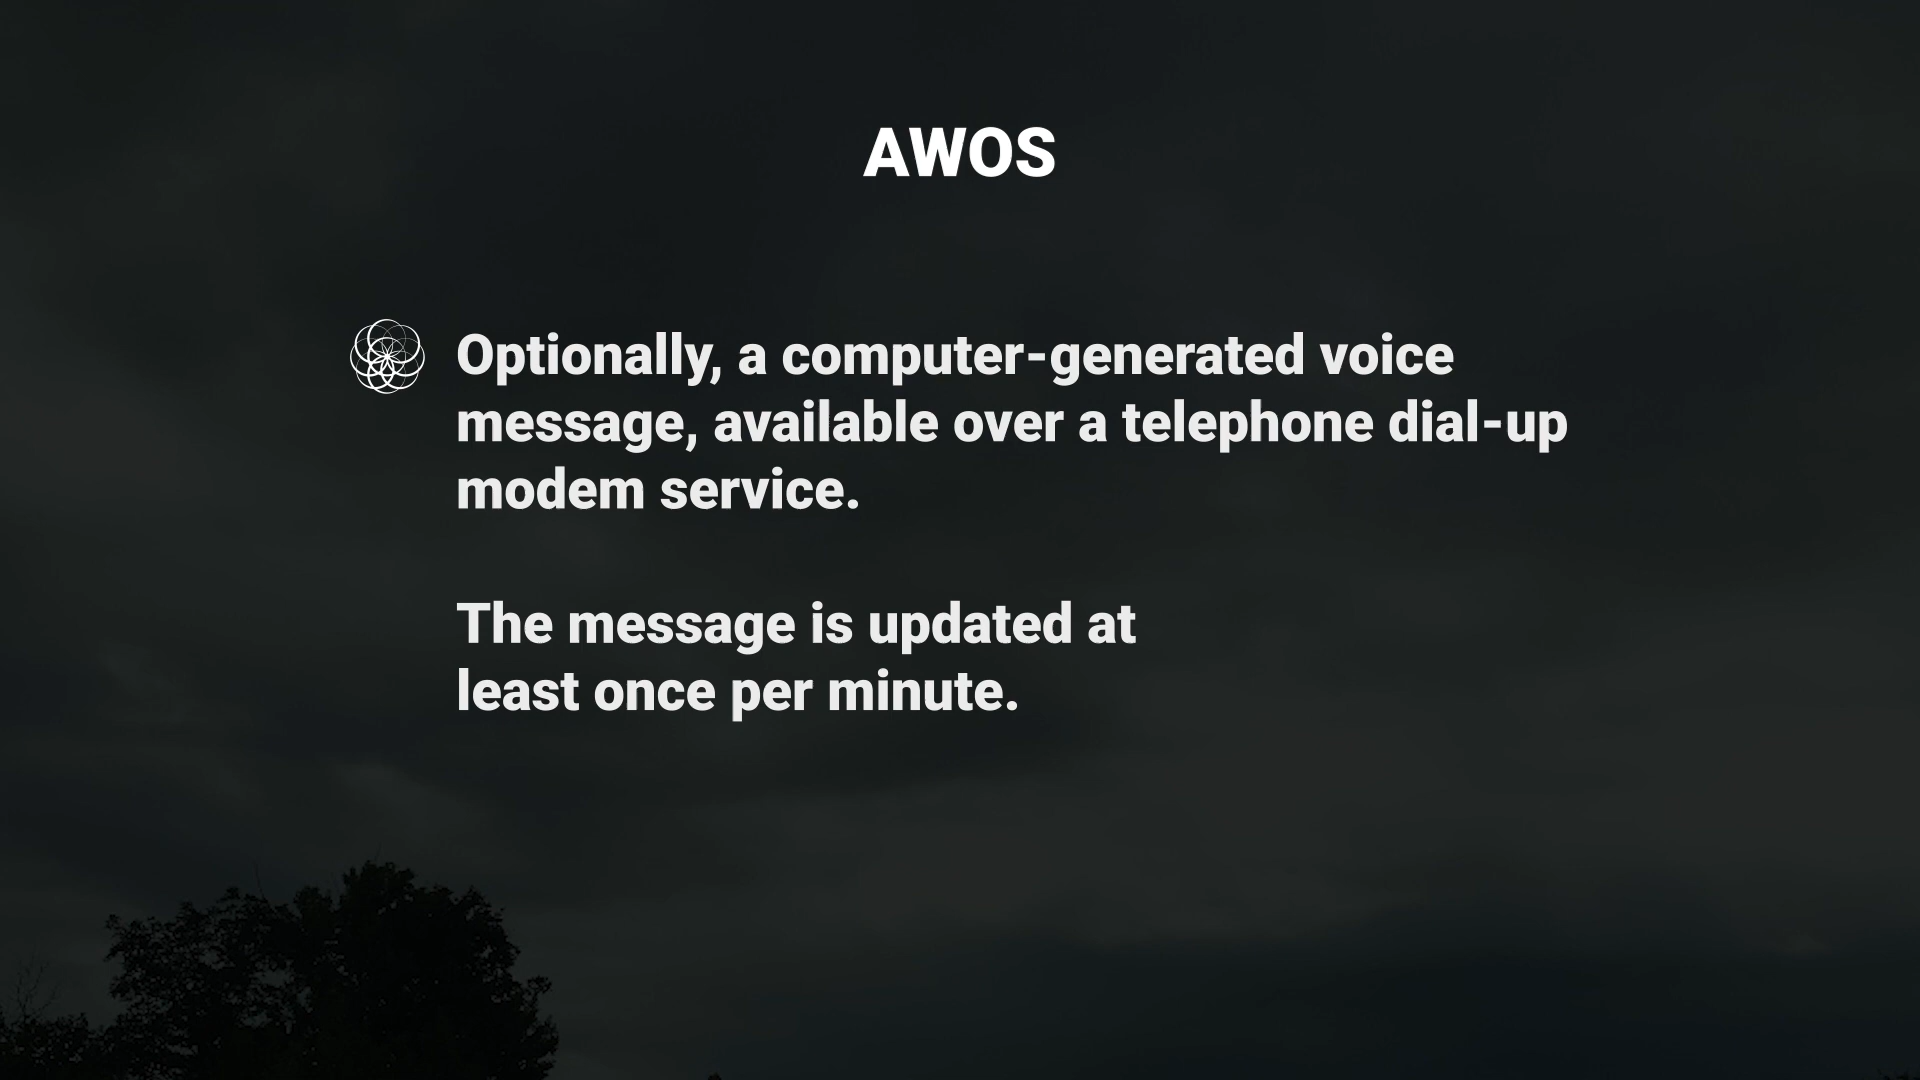 AWOS
Optionally, a computer-generated voice
message, available over a telephone dial-up
modem service.
The message is updated at
least once per minute.